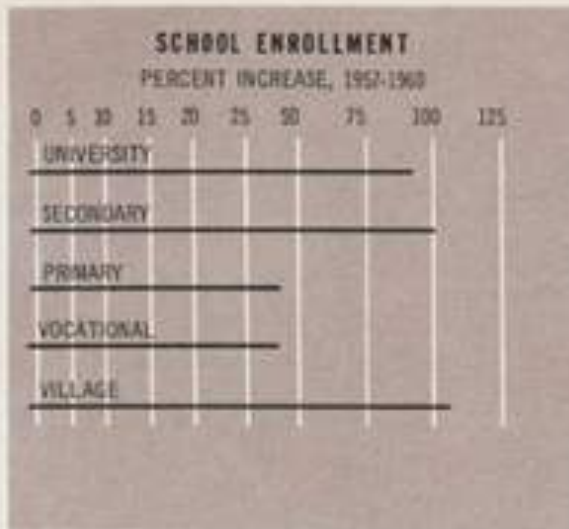 SCHOOL ENROLLMENT
PERCENT INCREASE, 1957-1960
0 5 10 15 20 25 50 75 100 125
UNIVERSITY
SECONDARY
PRIMARY
VOCATIONAL
VILLAGE